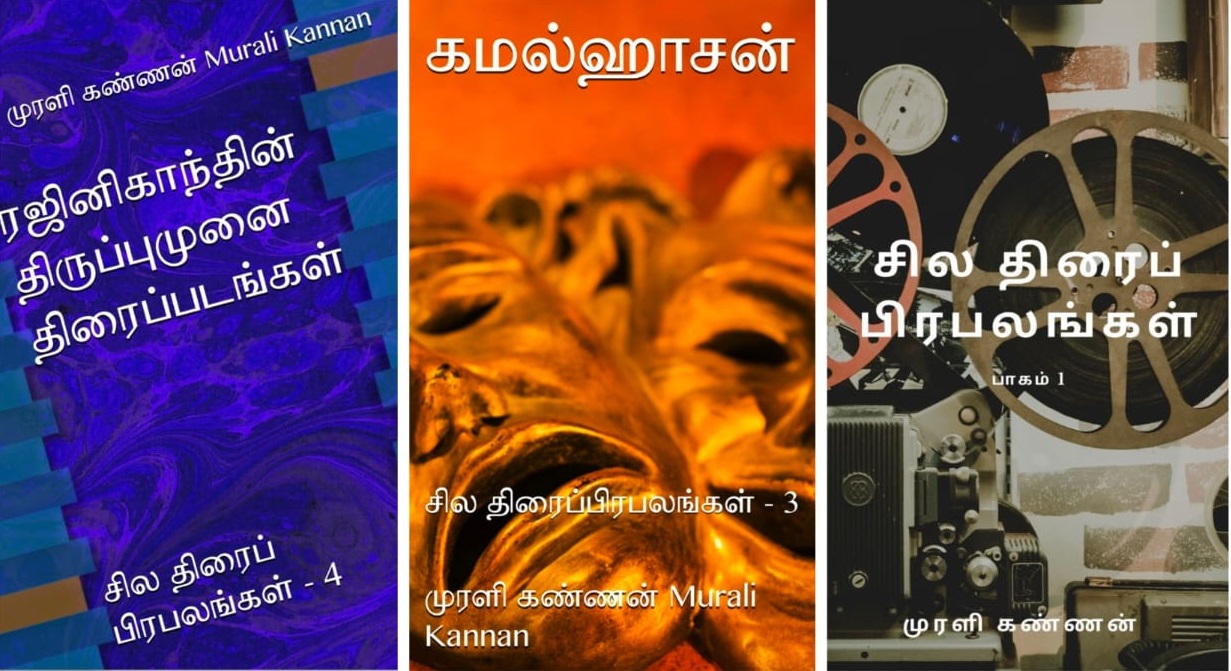 முரளி கண்ணன் Murali Kannan
ரஜினிகாந்தின்
திருப்புமுனை
திரைப்படங்கள்
சில திரைப்
பிரபலங்கள் - 4
கமல்ஹாசன்
சில திரைப்பிரபலங்கள் - 3
முரளி கண்ணன் Murali
Kannan
சில திரைப்
பிரபலங்கள்
பாகம் 1
முரளி கண்ணன்